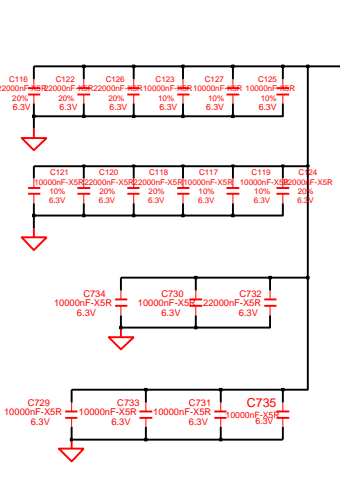 C116 C122 C126 C123 C127 C125
22000nF-X5R 22000nF-X5R 22000nF-X5R 10000nF-X5R 10000nF-X5R 10000nF-X5R
20% 20% 20% 10% 10% 10%
6.3V 6.3V 6.3V 6.3V 6.3V 6.3V
C121 C120 C118 C117 C119 C124
10000nF-X5R 22000nF-X5R 22000nF-X5R 10000nF-X5R 10000nF-X5R 22000nF-X5R
10% 20% 20% 10% 10% 20%
6.3V 6.3V 6.3V 6.3V 6.3V 6.3V
C734 C730 C732
10000nF-X5R 10000nF-X5R 22000nF-X5R
6.3V 6.3V 6.3V
C729 C733 C731 C735
10000nF-X5R 10000nF-X5R 10000nF-X5R 10000nF-X5R
6.3V 6.3V 6.3V 6.3V